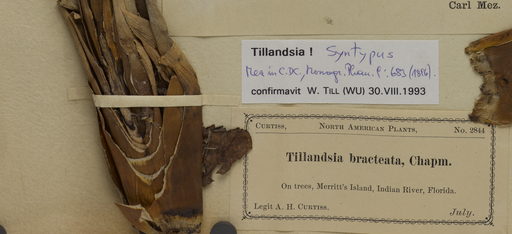 Carl Mez.
Tillandsia ! Syntypus
Mez in C.DC., Monogr. Phan. 9: 683 (1896).
confirmavit W. TILL (WU) 30.VIII.1993
CURTISS, NORTH AMERICAN PLANTS, No. 2844
Tillandsia bracteata, Chapm.
On trees, Merritt's Island, Indian River, Florida.
Legit A. H. CURTISS. July.